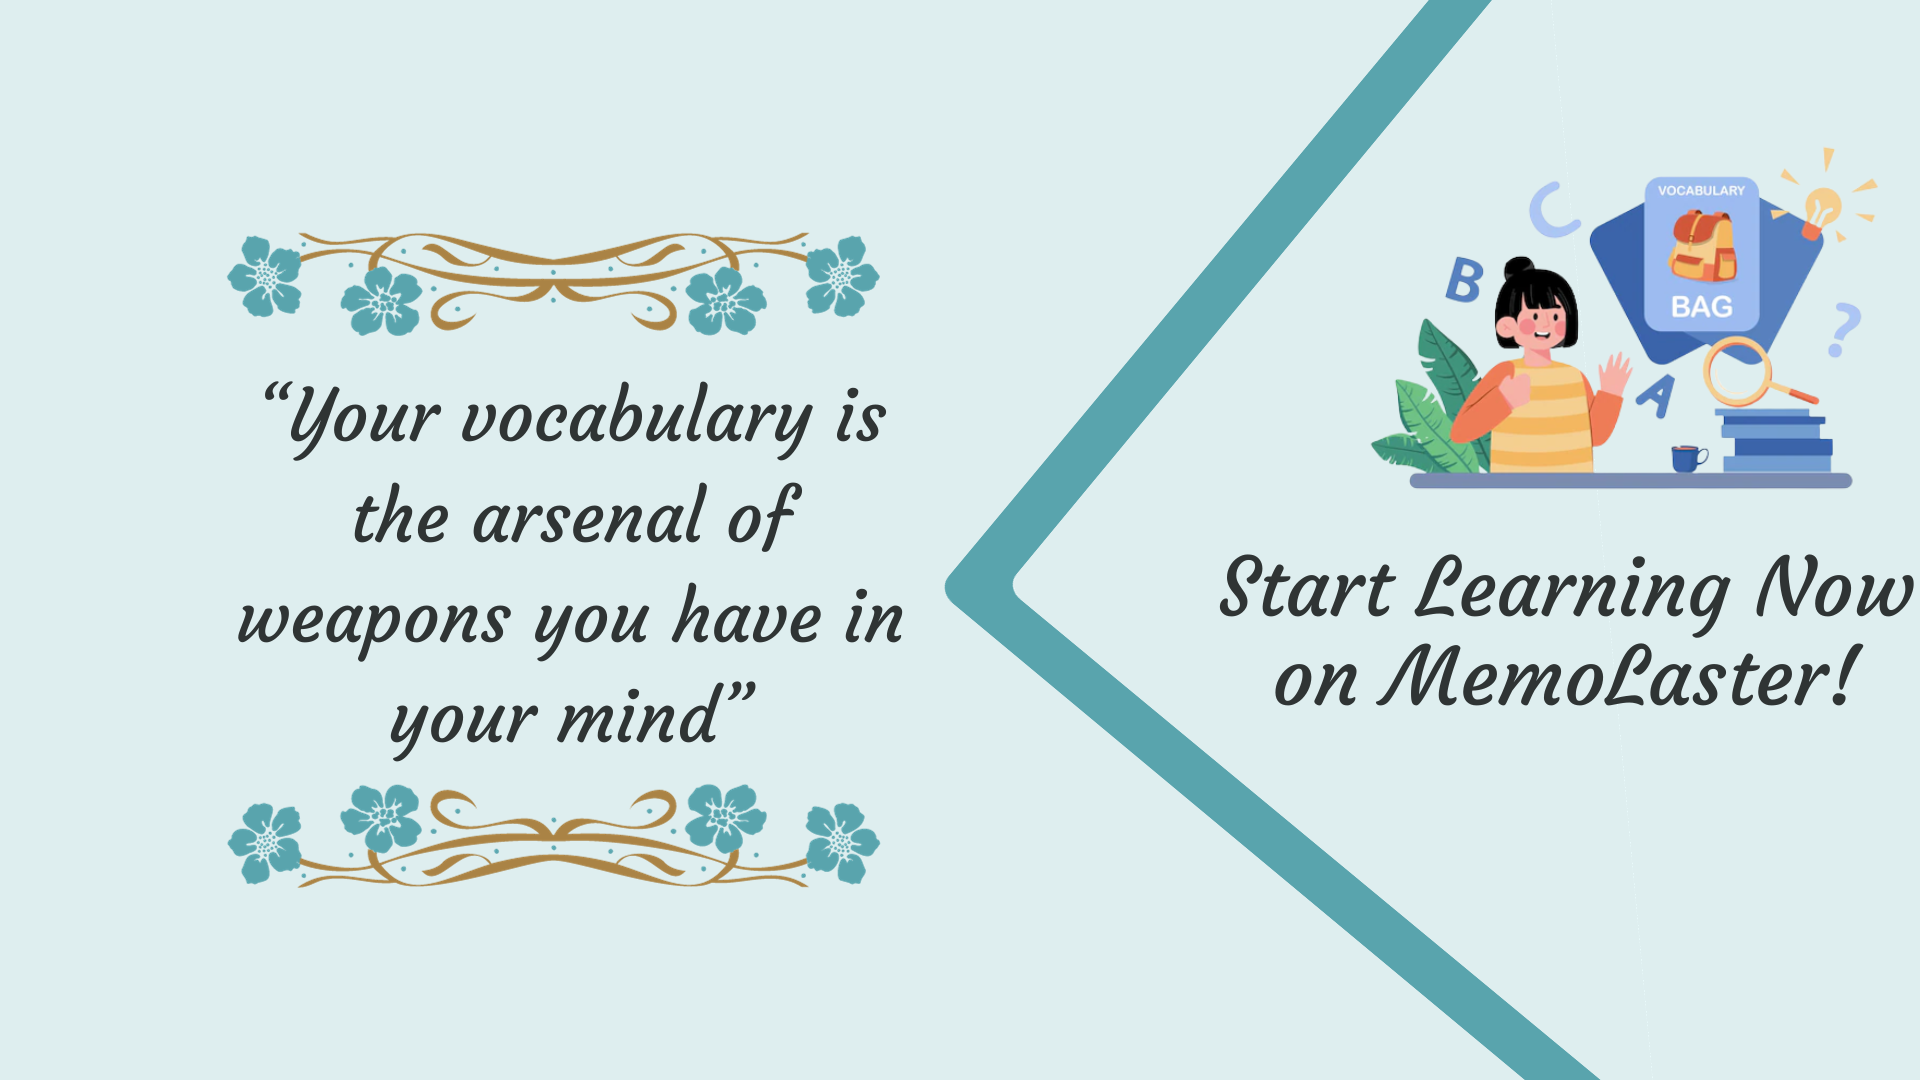 “Your vocabulary is
the arsenal of
weapons you have in
your mind”
C
VOCABULARY
BAG
B
?
A
Start Learning Now
on MemoLaster!